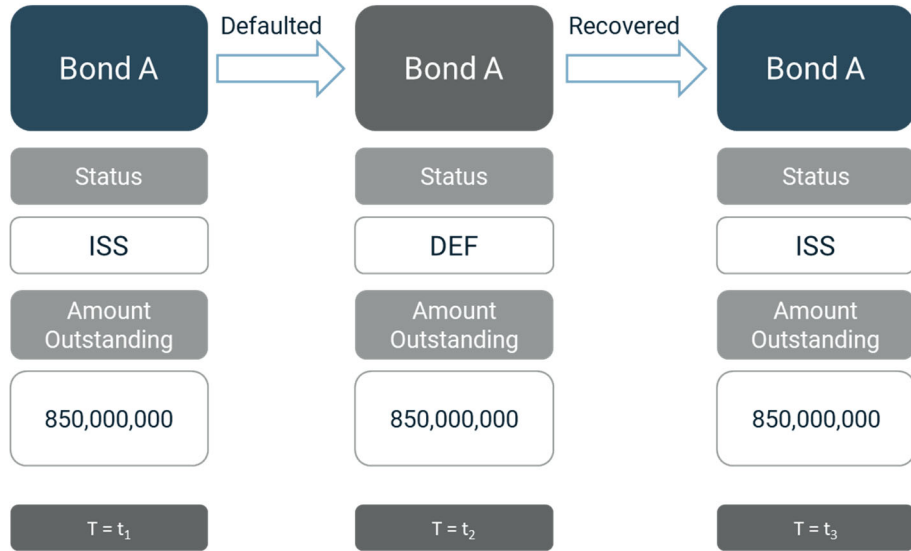 Bond A
Defaulted
Bond A
Recovered
Bond A
Status
Status
Status
ISS
DEF
ISS
Amount
Outstanding
Amount
Outstanding
Amount
Outstanding
850,000,000
850,000,000
850,000,000
T = t₁
T = t₂
T = t₃